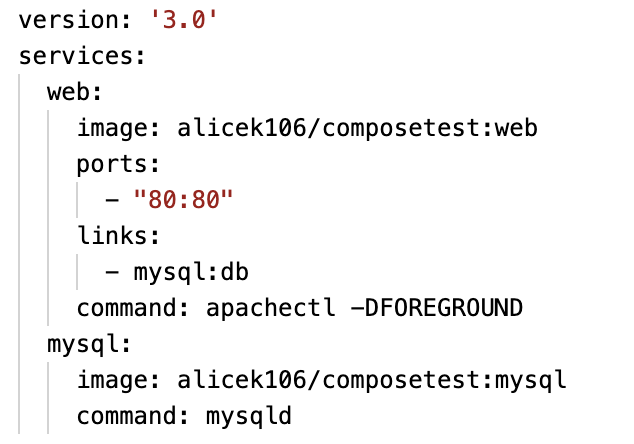 version: '3.0'
services:
  web:
    image: alicek106/composetest:web
    ports:
      - "80:80"
    links:
      - mysql:db
    command: apachectl -DFOREGROUND
  mysql:
    image: alicek106/composetest:mysql
    command: mysqld